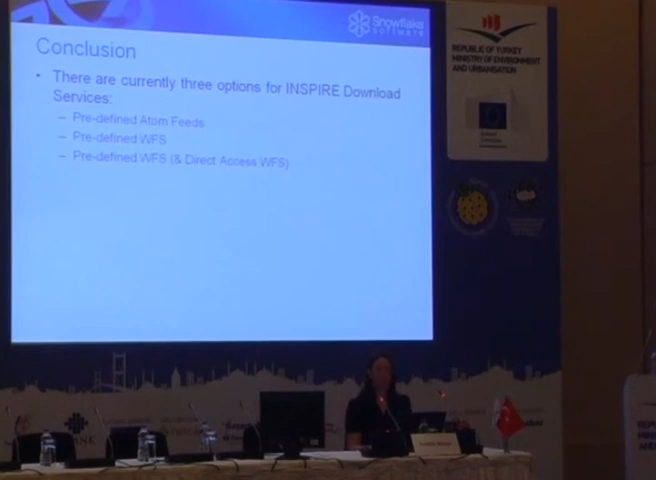 Snowflake
software
Conclusion
• There are currently three options for INSPIRE Download
Services:
– Pre-defined Atom Feeds
– Pre-defined WFS
– Pre-defined WFS (& Direct Access WFS)
REPUBLIC OF TURKEY
MINISTRY OF ENVIRONMENT
AND URBANISATION